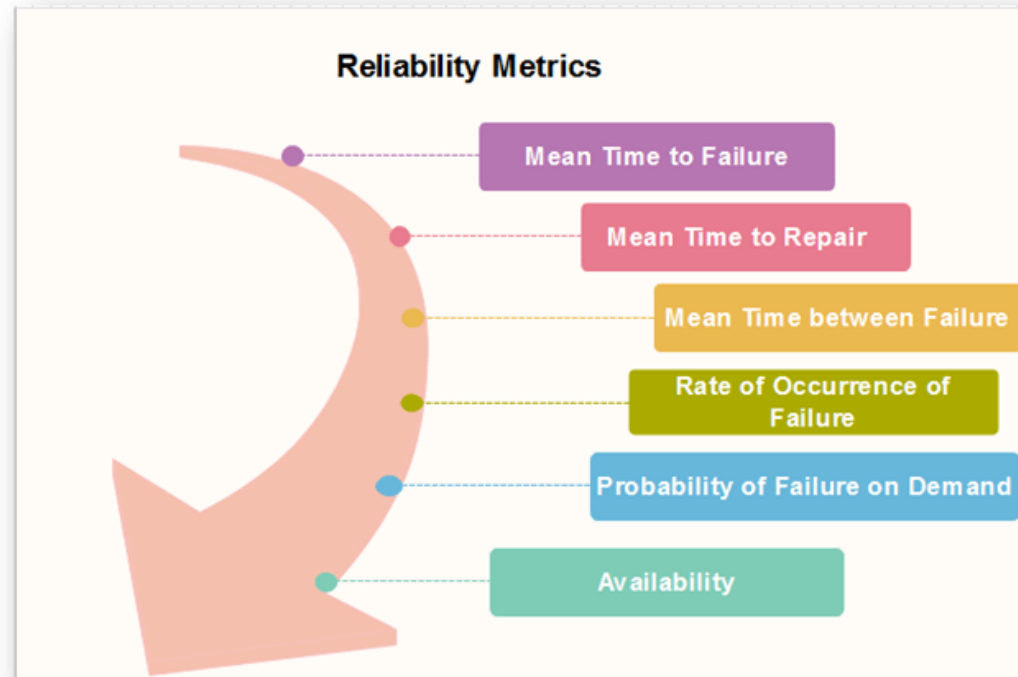 Reliability Metrics
Mean Time to Failure
Mean Time to Repair
Mean Time between Failure
Rate of Occurrence of
Failure
Probability of Failure on Demand
Availability